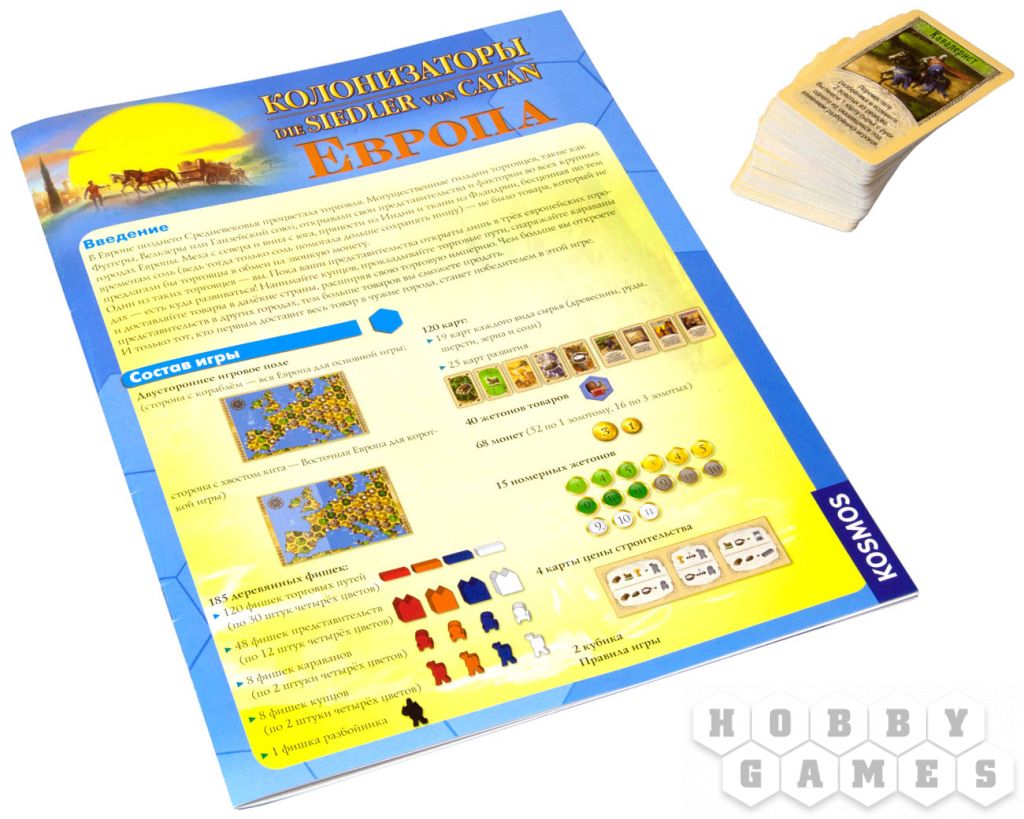 КОЛОНИЗАТОРЫ
DIE SIEDLER VON CATAN
ЕВРОПА
Введение
В Европе позднего Средневековья процветала торговля. Могущественные гильдии торговцев, такие как
Фуггеры, Вельзеры или Ганзейский союз, открывали свои представительства и фактории во всех крупных
городах Европы. Меха с севера и вина с юга, пряности из Индии и ткани из Фландрии, бесценная по тем
временам соль (ведь тогда только соль помогала дольше сохранять пищу) — не было товара, который не
предлагали бы торговцы в обмен на звонкую монету.
Один из таких торговцев — вы. Пока ваши представительства открыты лишь в трёх европейских горо-
дах — есть куда развиваться! Нанимайте купцов, прокладывайте торговые пути, снаряжайте караваны
и доставляйте товары в далёкие страны, расширяя свою торговую империю. Чем больше вы откроете
представительств в других городах, тем больше товаров вы сможете продать.
И только тот, кто первым доставит весь товар в чужие города, станет победителем в этой игре.
Состав игры
Двустороннее игровое поле
(сторона с кораблём — вся Европа для основной игры;
сторона с хвостом кита — Восточная Европа для корот-
кой игры)
185 деревянных фишек:
120 фишек торговых путей
(по 30 штук четырёх цветов)
48 фишек представительств
(по 12 штук четырёх цветов)
8 фишек караванов
(по 2 штуки четырёх цветов)
8 фишек купцов
(по 2 штуки четырёх цветов)
1 фишка разбойника
120 карт:
19 карт каждого вида сырья (древесины, руды,
шерсти, зерна и соли)
25 карт развития
40 жетонов товаров
68 монет (52 по 1 золотому, 16 по 3 золотых)
3 1
15 номерных жетонов
4 карты цены строительства
2 кубика
Правила игры
KOSMOS
Кавалерист
Переместите
разбойника и возьмите
2 золотых из резерва.
HOBBY
GAMES